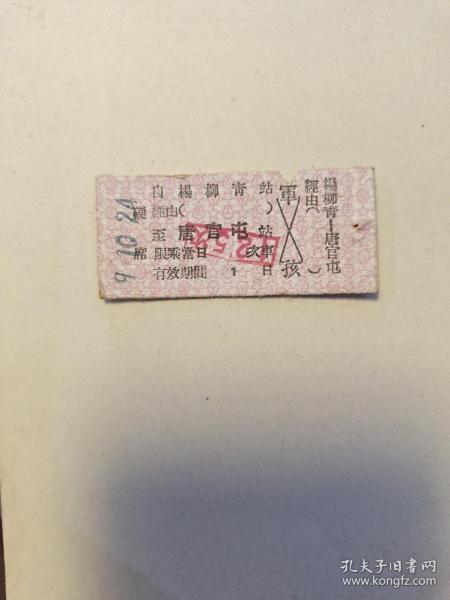 自楊柳青站
經由( )
至唐官屯站
限乘當日 次車
有效期間 1 日
硬
席
軍
孩
楊柳青—唐官屯
經由( )
9.10.24
孔夫子旧书网
www.kongfz.com